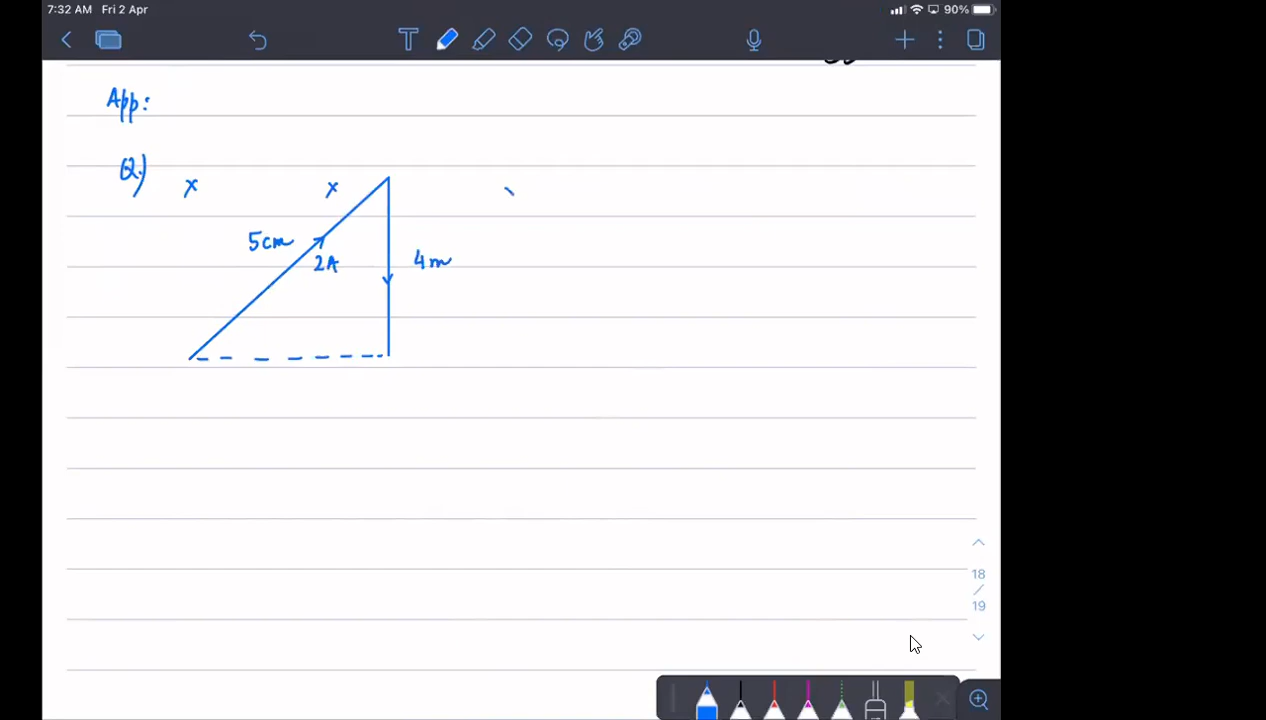 7:32 AM Fri 2 Apr
90%
T
App:
Q.)
x x
5cm
2A
4m
18
/
19